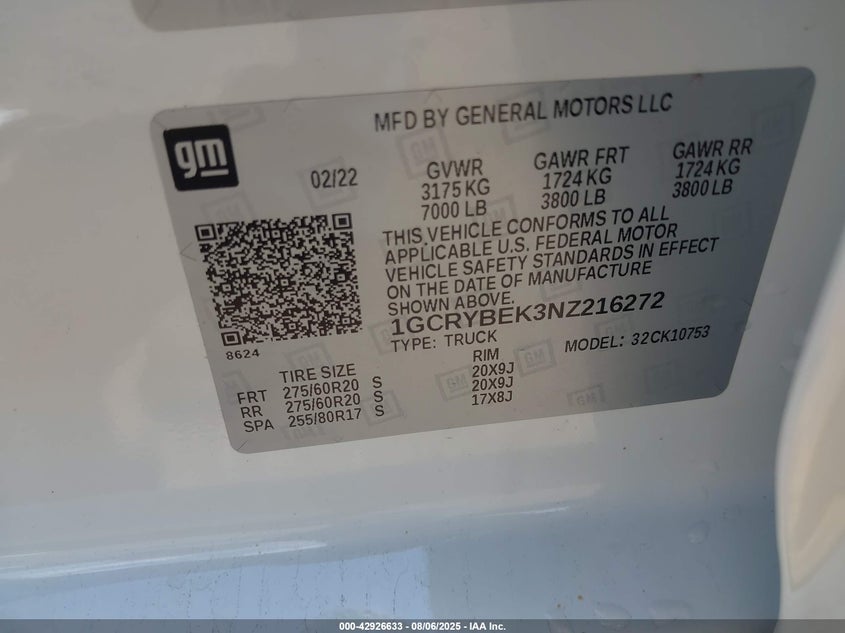 MFD BY GENERAL MOTORS LLC
gm
02/22
GVWR
3175 KG
7000 LB
GAWR FRT
1724 KG
3800 LB
GAWR RR
1724 KG
3800 LB
THIS VEHICLE CONFORMS TO ALL
APPLICABLE U.S. FEDERAL MOTOR
VEHICLE SAFETY STANDARDS IN EFFECT
ON THE DATE OF MANUFACTURE
SHOWN ABOVE.
1GCRYBEK3NZ216272
TYPE: TRUCK
MODEL: 32CK10753
8624
TIRE SIZE RIM
FRT 275/60R20 S 20X9J
RR 275/60R20 S 20X9J
SPA 255/80R17 S 17X8J
000-42926633 - 08/06/2025 - IAA Inc.